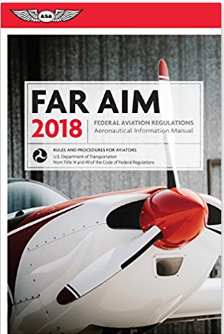 ASA
FAR AIM
2018
FEDERAL AVIATION REGULATIONS
Aeronautical Information Manual
RULES AND PROCEDURES FOR AVIATORS
U.S. Department of Transportation
From Title 14 and 49 of the Code of Federal Regulations